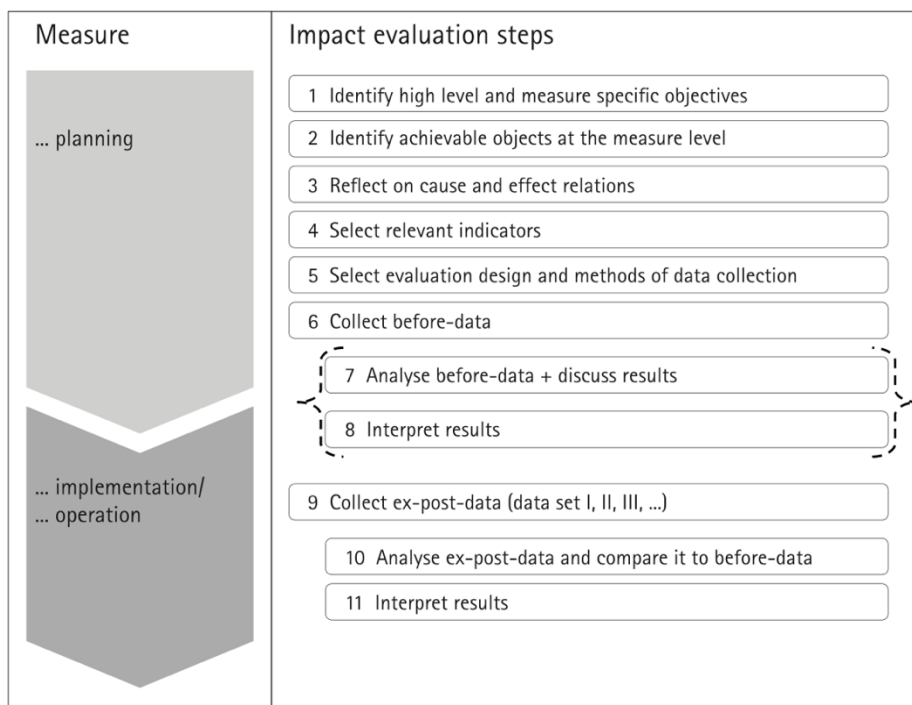 Measure
Impact evaluation steps
... planning
1 Identify high level and measure specific objectives
2 Identify achievable objects at the measure level
3 Reflect on cause and effect relations
4 Select relevant indicators
5 Select evaluation design and methods of data collection
6 Collect before-data
7 Analyse before-data + discuss results
8 Interpret results
... implementation/
... operation
9 Collect ex-post-data (data set I, II, III, ...)
10 Analyse ex-post-data and compare it to before-data
11 Interpret results